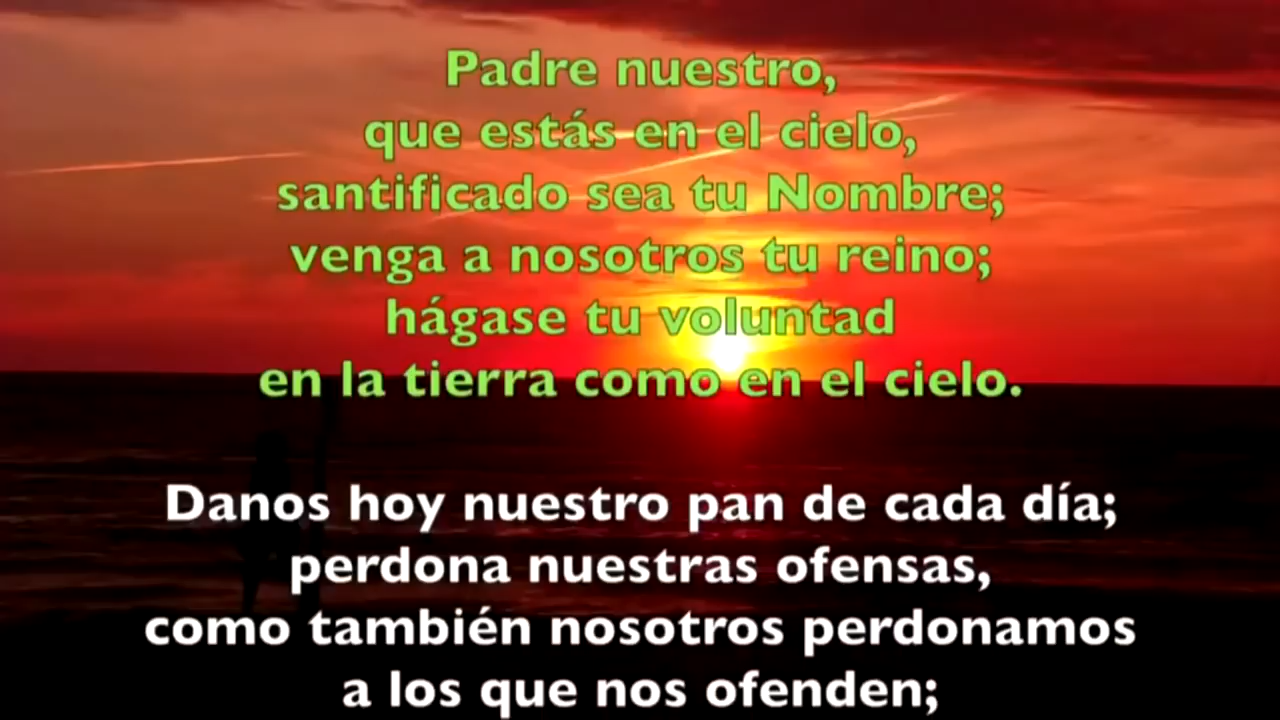 Padre nuestro,
que estás en el cielo,
santificado sea tu Nombre;
venga a nosotros tu reino;
hágase tu voluntad
en la tierra como en el cielo.
Danos hoy nuestro pan de cada día;
perdona nuestras ofensas,
como también nosotros perdonamos
a los que nos ofenden;